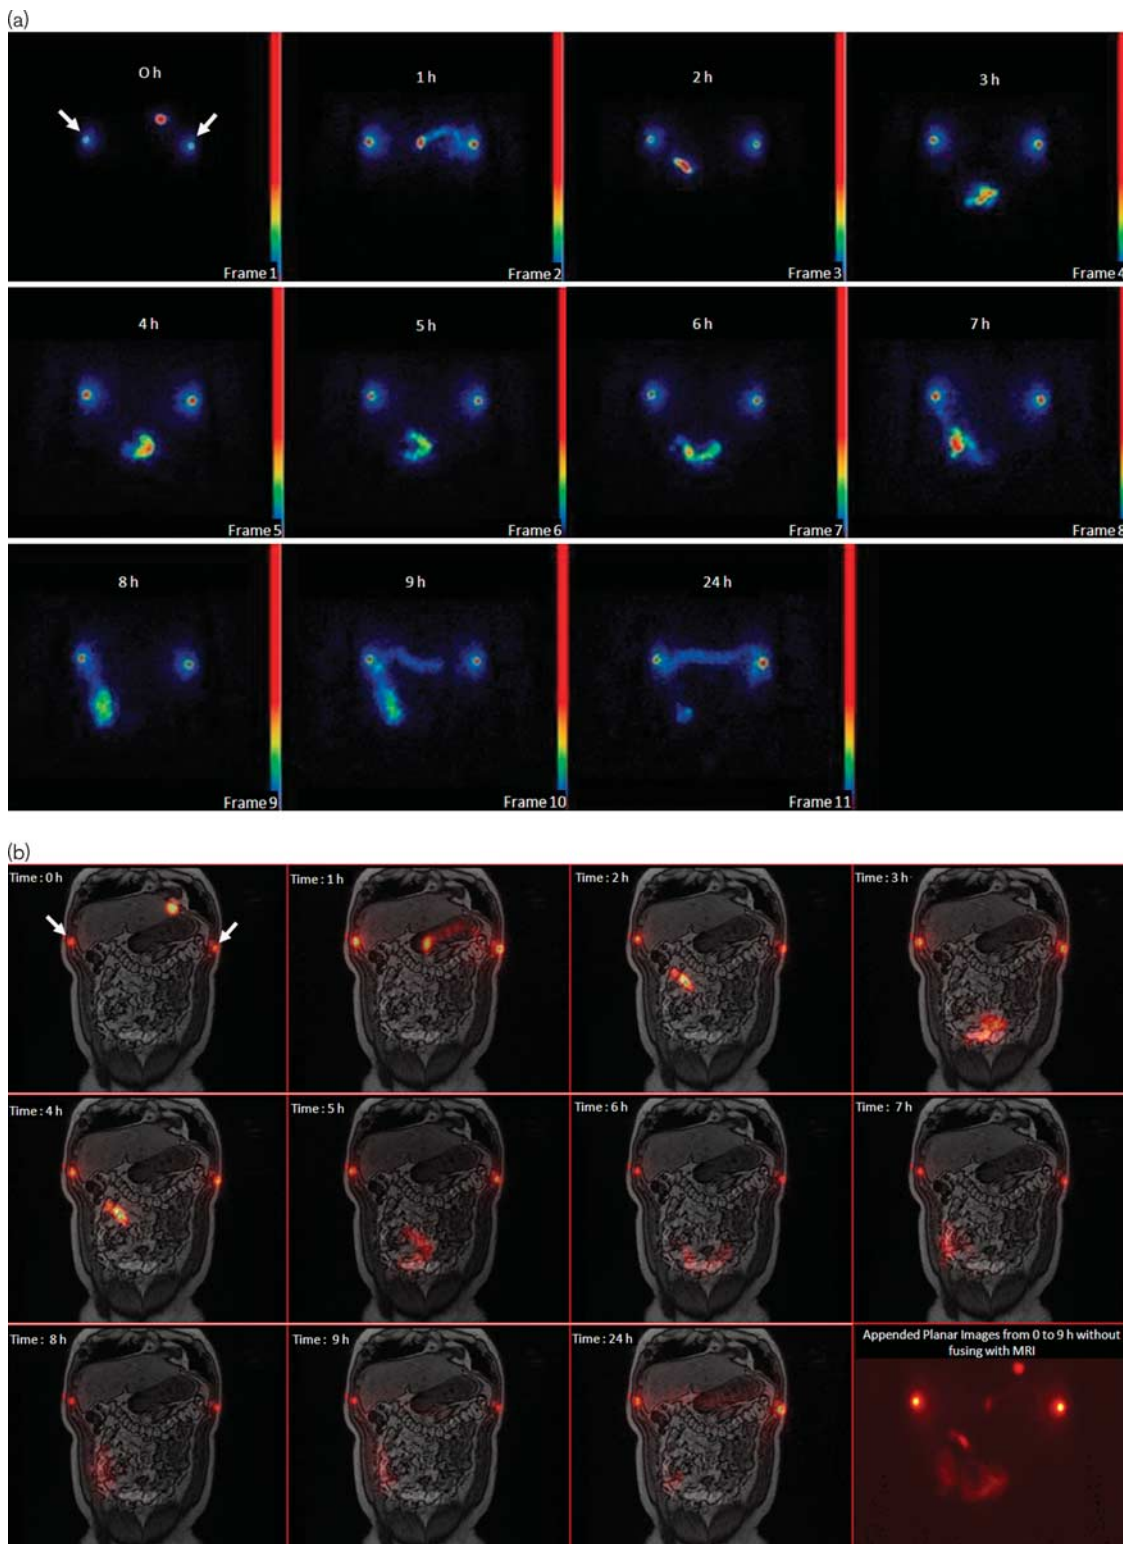 (a)
O h
1 h
2 h
3 h
Frame 1
Frame 2
Frame 3
Frame 4
4 h
5 h
6 h
7 h
Frame 5
Frame 6
Frame 7
Frame 8
8 h
9 h
24 h
Frame 9
Frame 10
Frame 11
(b)
Time : 0 h
Time : 1 h
Time : 2 h
Time : 3 h
Time : 4 h
Time : 5 h
Time : 6 h
Time : 7 h
Time : 8 h
Time : 9 h
Time : 24 h
Appended Planar Images from 0 to 9 h without
fusing with MRI